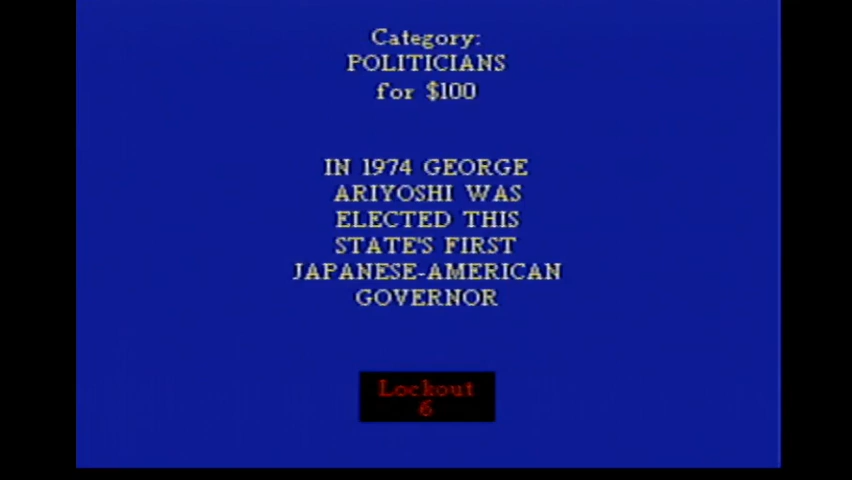 Category:
POLITICIANS
for $100
IN 1974 GEORGE
ARIYOSHI WAS
ELECTED THIS
STATE'S FIRST
JAPANESE-AMERICAN
GOVERNOR
Lockout
6